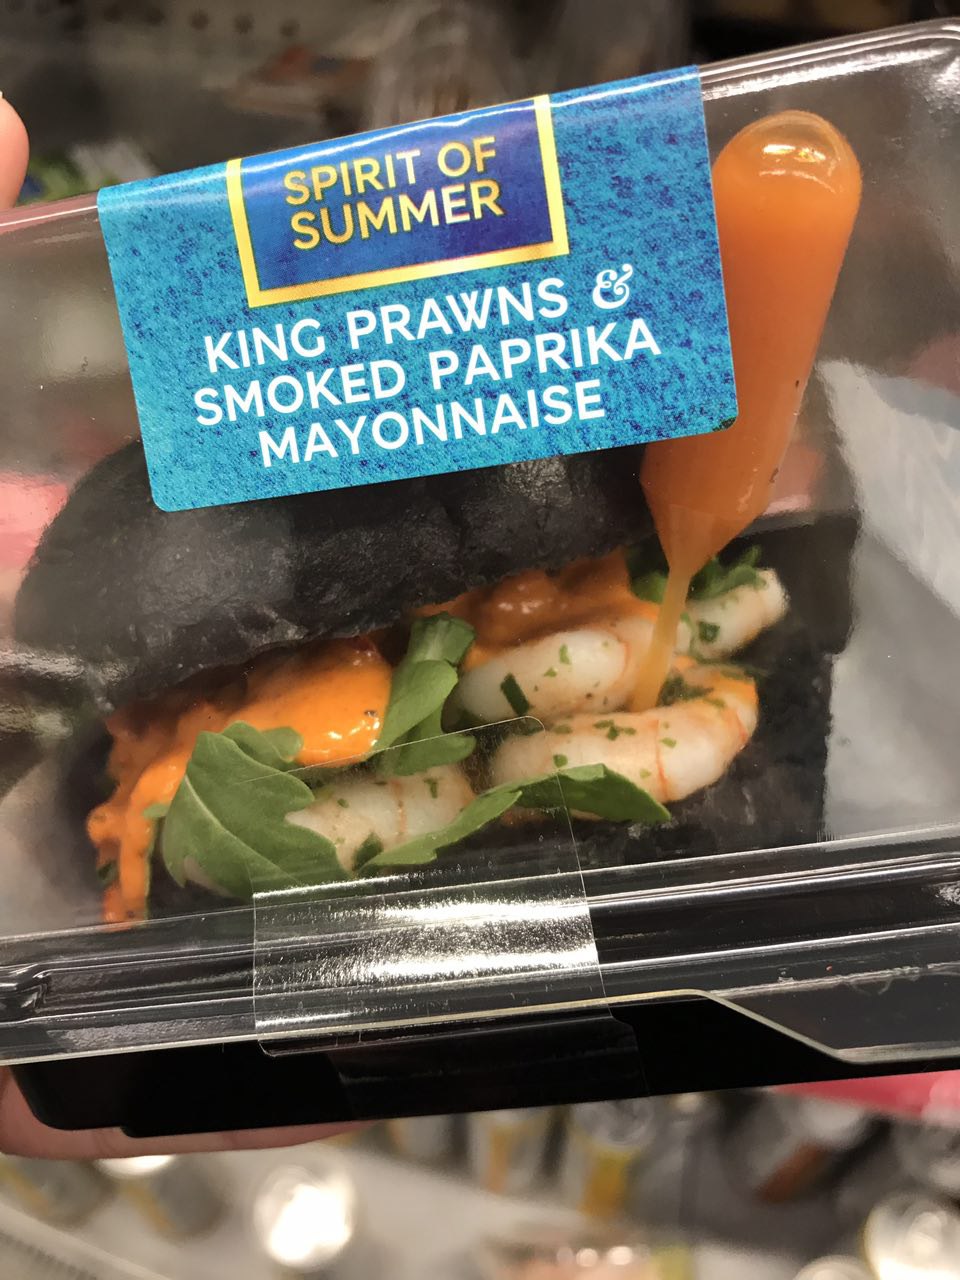 SPIRIT OF
SUMMER
KING PRAWNS &
SMOKED PAPRIKA
MAYONNAISE